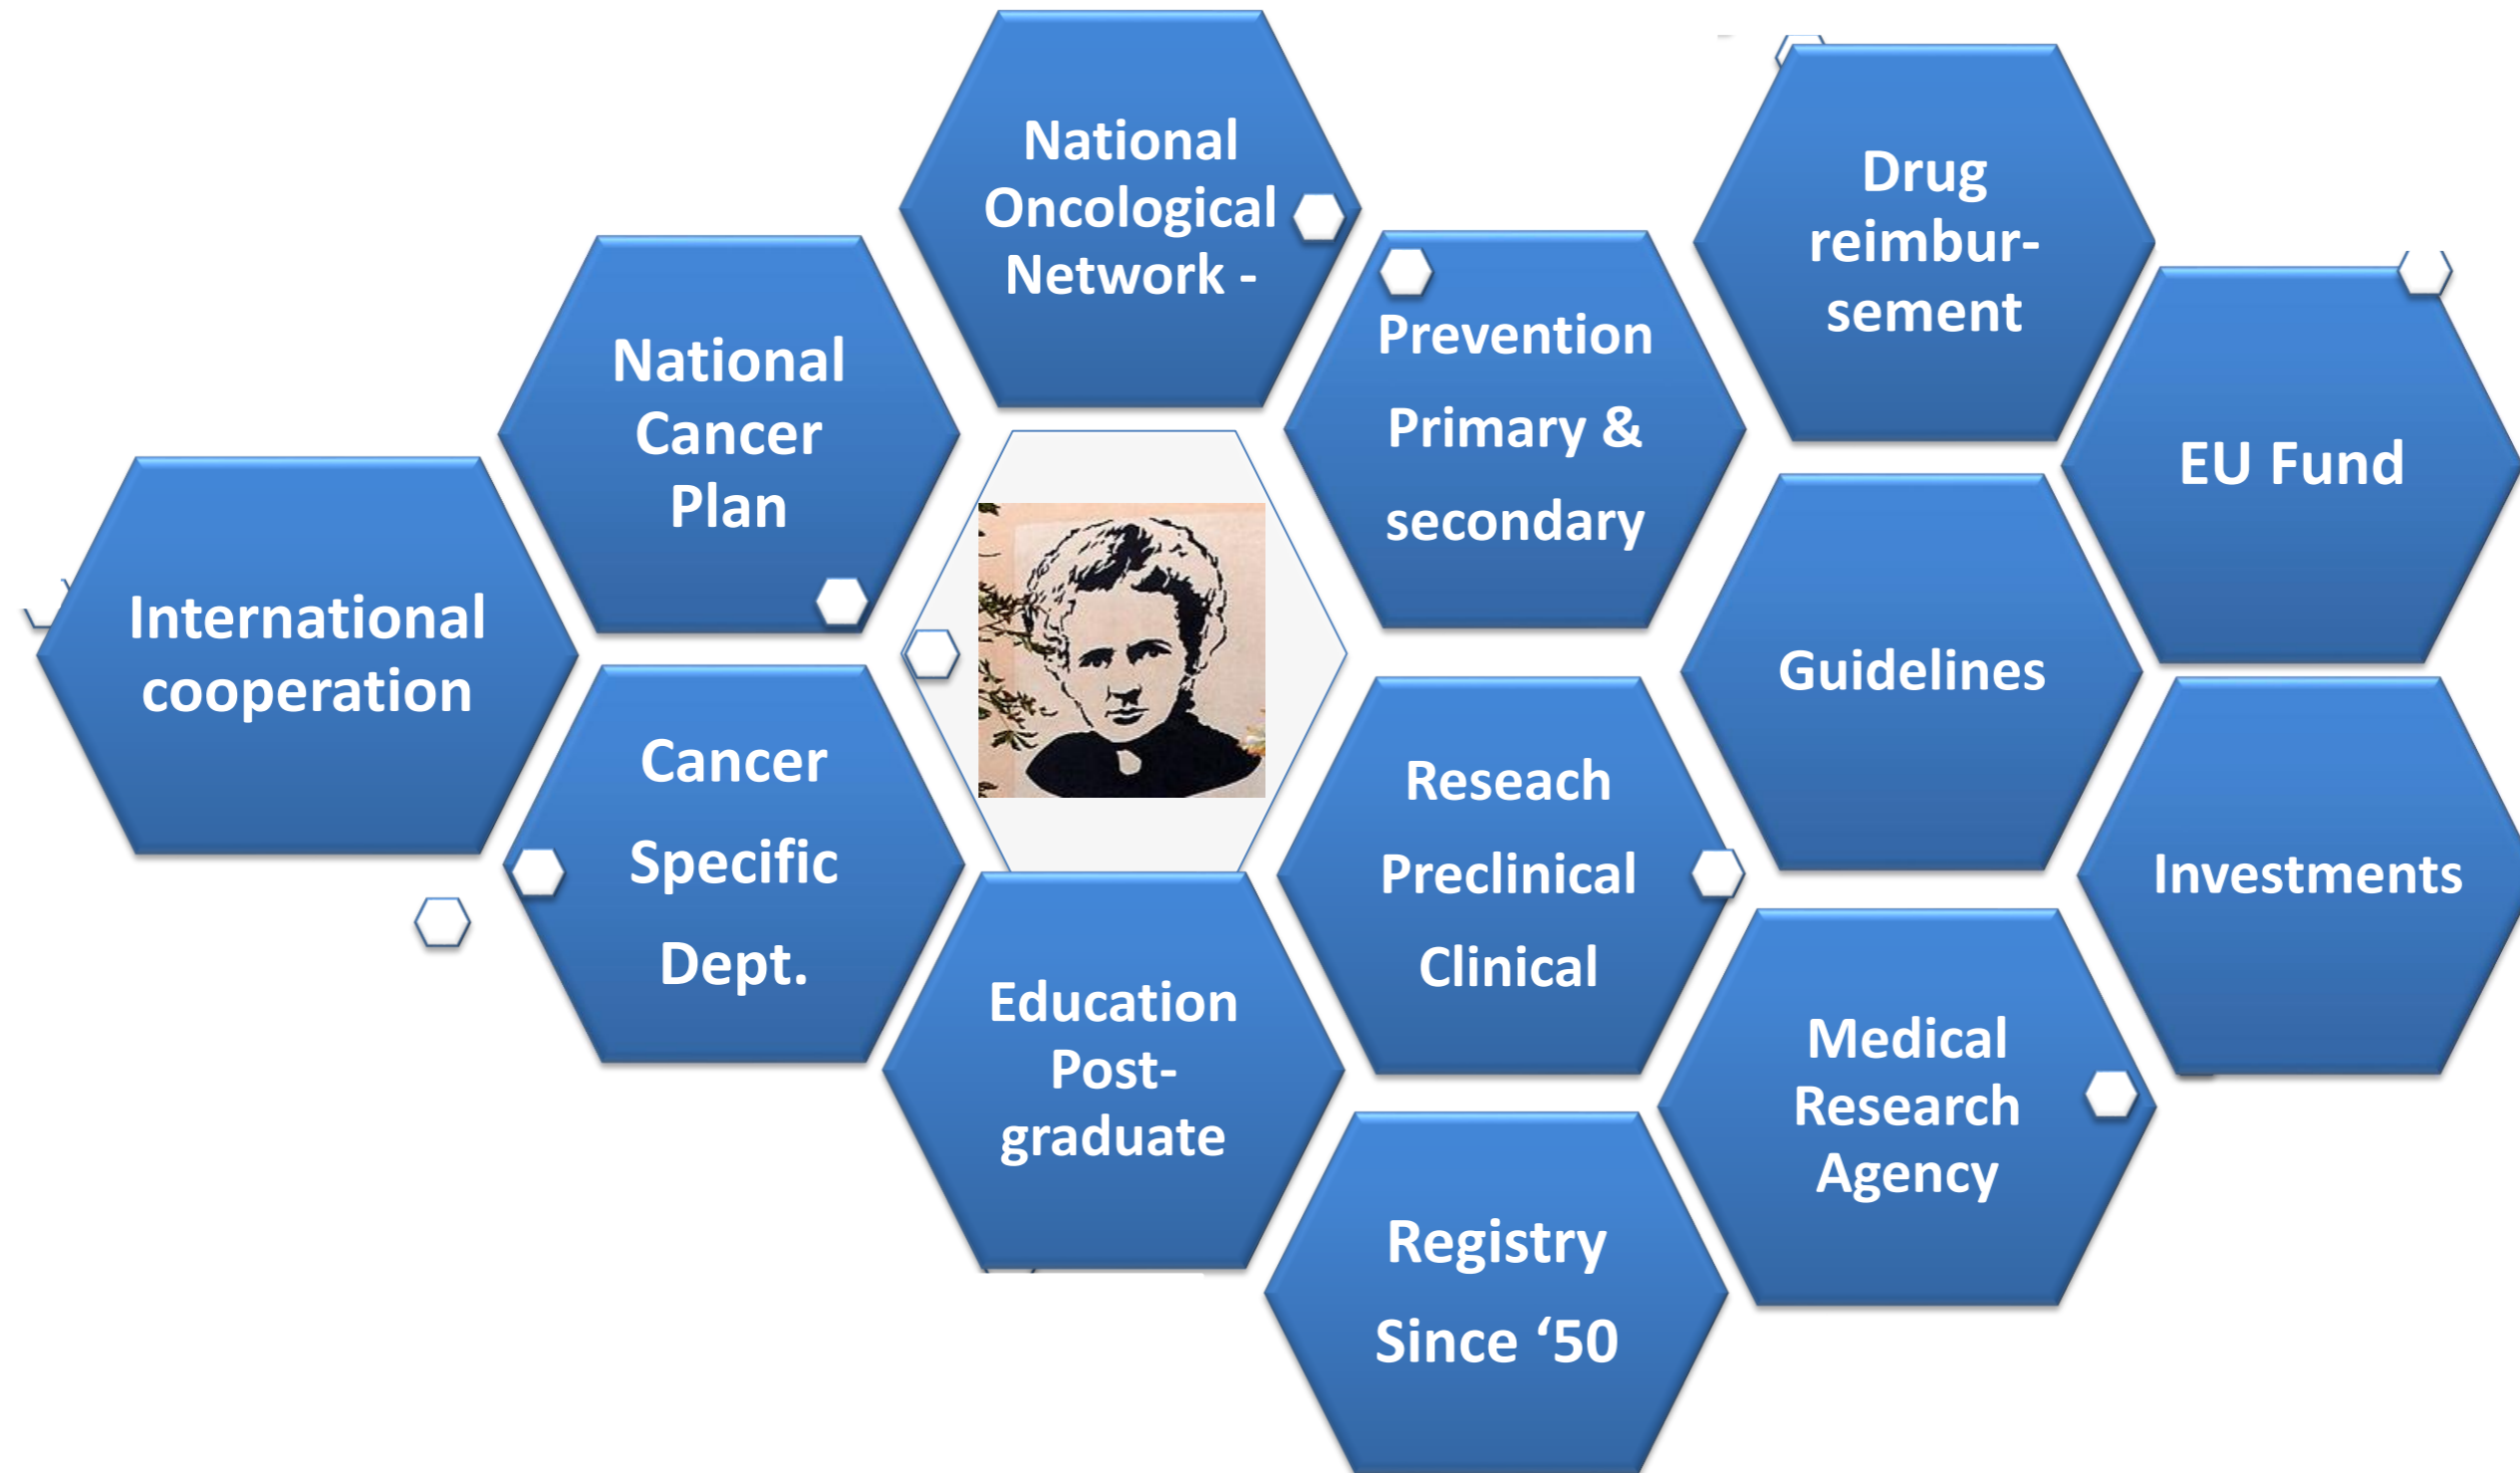 National
Oncological
Network -
Drug
reimbur-
sement
National
Cancer
Plan
Prevention
Primary &
secondary
EU Fund
International
cooperation
Guidelines
Cancer
Specific
Dept.
Reseach
Preclinical
Clinical
Investments
Education
Post-
graduate
Medical
Research
Agency
Registry
Since ‘50